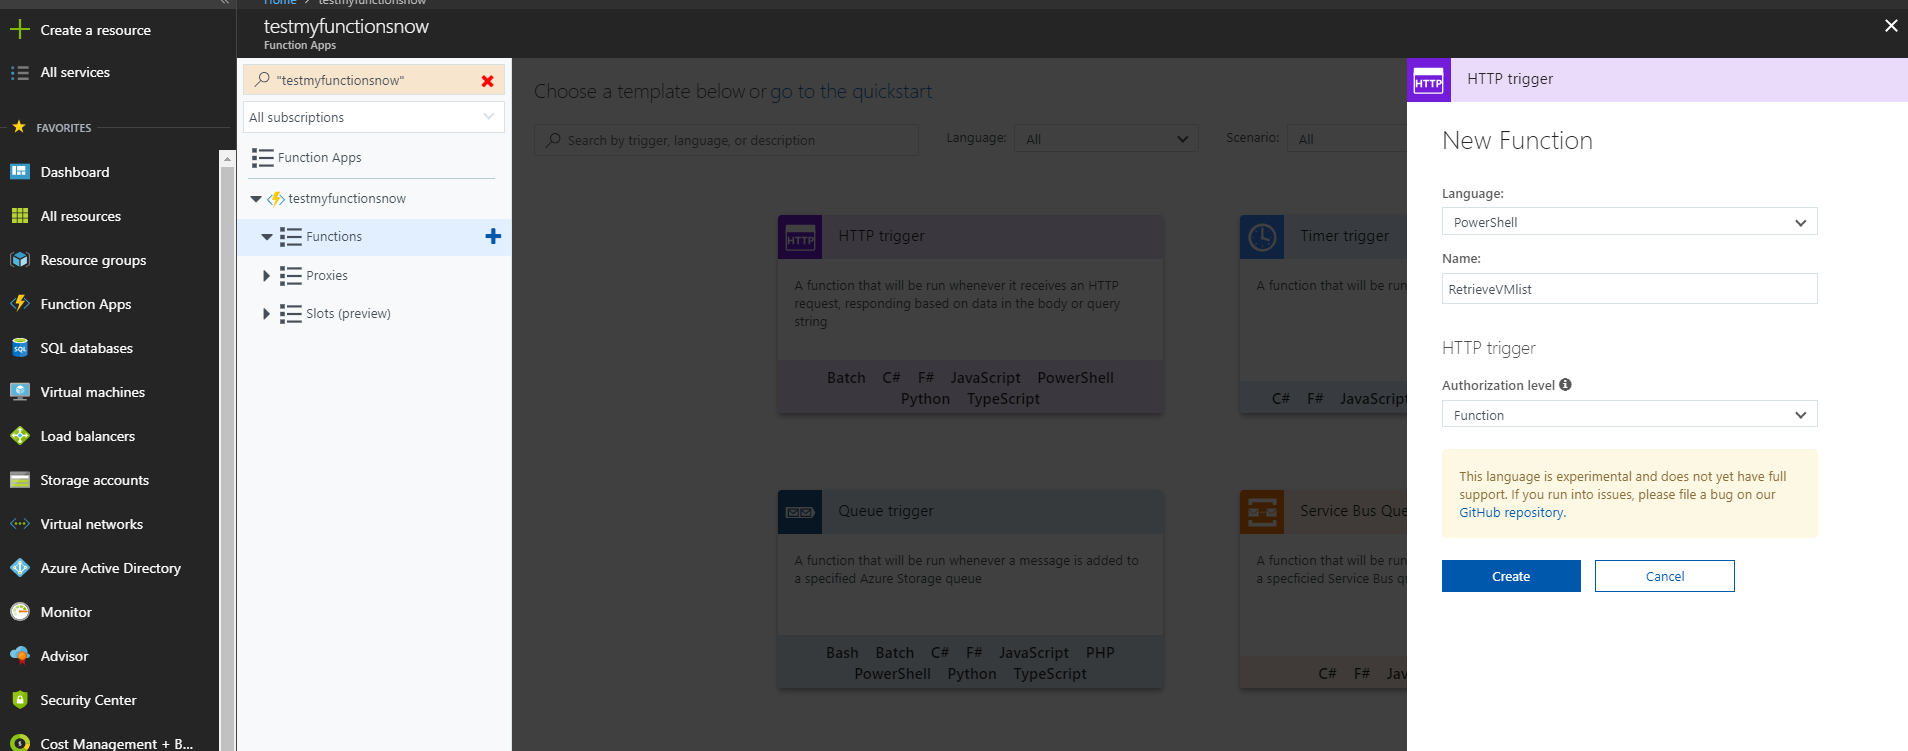 Create a resource
All services
FAVORITES
Dashboard
All resources
Resource groups
Function Apps
SQL databases
Virtual machines
Load balancers
Storage accounts
Virtual networks
Azure Active Directory
Monitor
Advisor
Security Center
Cost Management + B...
Home > testmyfunctionsnow
testmyfunctionsnow
Function Apps
"testmyfunctionsnow"
All subscriptions
Function Apps
testmyfunctionsnow
Functions
Proxies
Slots (preview)
Choose a template below or go to the quickstart
Search by trigger, language, or description
Language: All
Scenario: All
HTTP
HTTP trigger
A function that will be run whenever it receives an HTTP
request, responding based on data in the body or query
string
Batch C# F# JavaScript PowerShell
Python TypeScript
Timer trigger
A function that will be run
C# F# JavaScript
Queue trigger
A function that will be run whenever a message is added to
a specified Azure Storage queue
Bash Batch C# F# JavaScript PHP
PowerShell Python TypeScript
Service Bus Que
A function that will be run
a specficied Service Bus q
C# F# Jav
HTTP
HTTP trigger
New Function
Language:
PowerShell
Name:
RetrieveVMlist
HTTP trigger
Authorization level
Function
This language is experimental and does not yet have full
support. If you run into issues, please file a bug on our
GitHub repository.
Create
Cancel